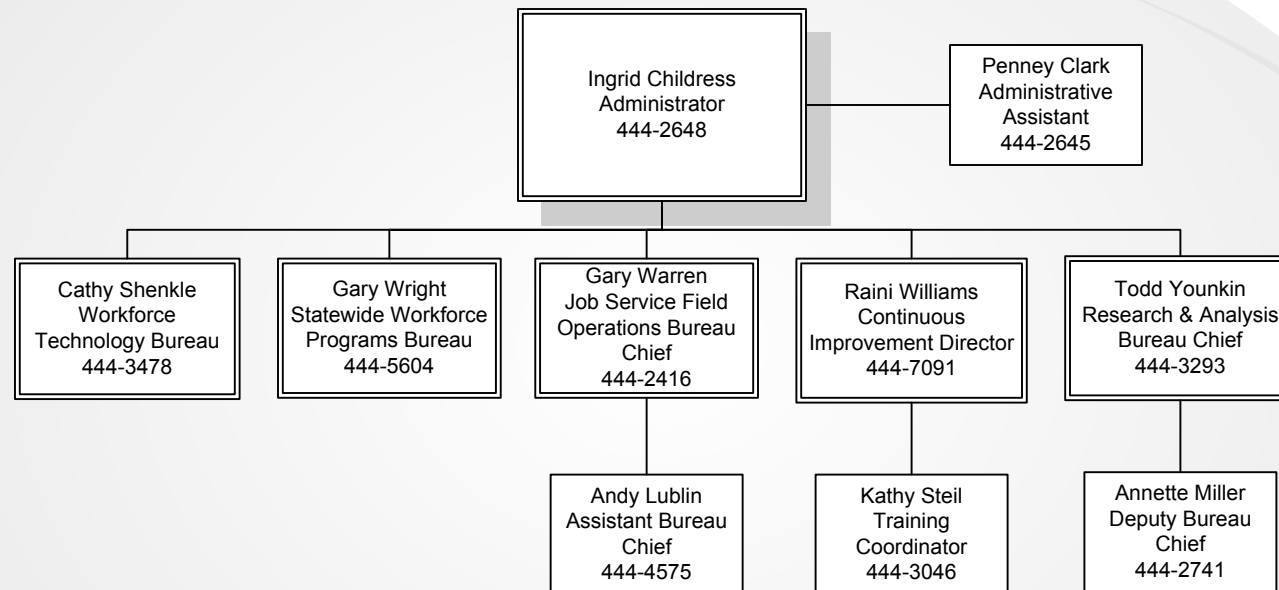 Ingrid Childress
Administrator
444-2648
Penney Clark
Administrative
Assistant
444-2645
Cathy Shenkle
Workforce
Technology Bureau
444-3478
Gary Wright
Statewide Workforce
Programs Bureau
444-5604
Gary Warren
Job Service Field
Operations Bureau
Chief
444-2416
Raini Williams
Continuous
Improvement Director
444-7091
Todd Younkin
Research & Analysis
Bureau Chief
444-3293
Andy Lublin
Assistant Bureau
Chief
444-4575
Kathy Steil
Training
Coordinator
444-3046
Annette Miller
Deputy Bureau
Chief
444-2741